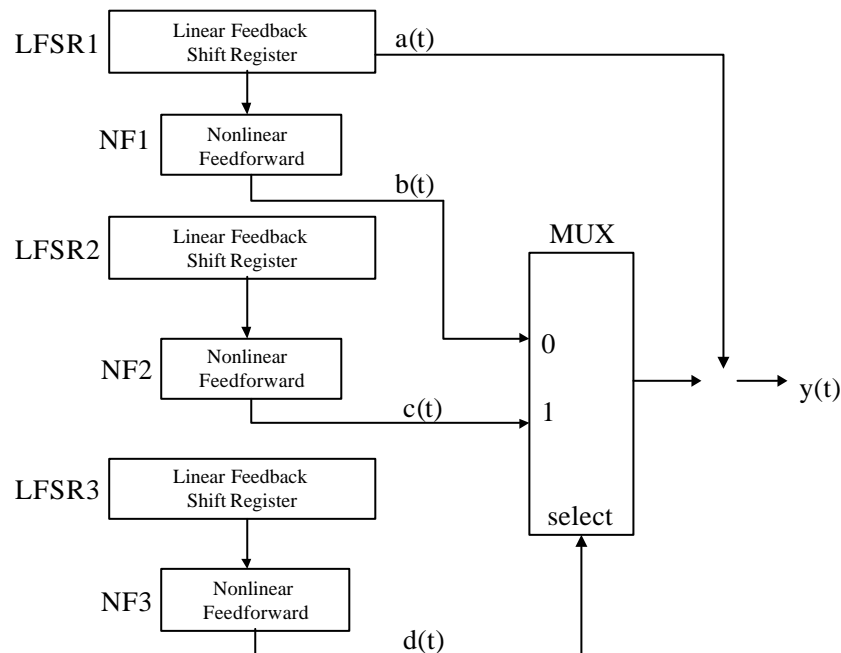 LFSR1
Linear Feedback
Shift Register
a(t)
NF1
Nonlinear
Feedforward
b(t)
LFSR2
Linear Feedback
Shift Register
MUX
0
NF2
Nonlinear
Feedforward
y(t)
c(t)
1
LFSR3
Linear Feedback
Shift Register
select
NF3
Nonlinear
Feedforward
d(t)